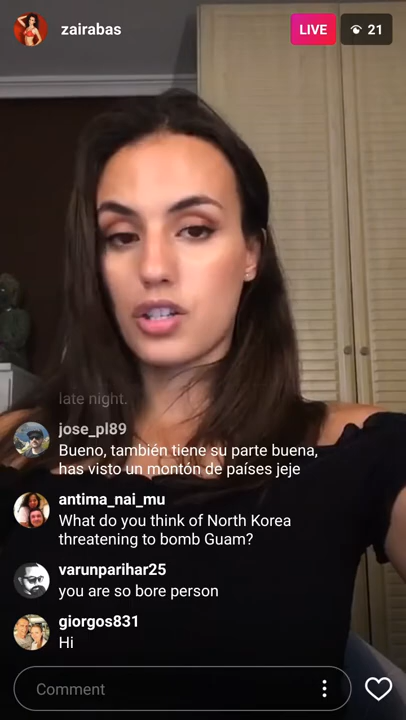 zairabas
LIVE
21
late night.
jose_pl89
Bueno, también tiene su parte buena,
has visto un montón de países jeje
antima_nai_mu
What do you think of North Korea
threatening to bomb Guam?
varunparihar25
you are so bore person
giorgos831
Hi
Comment